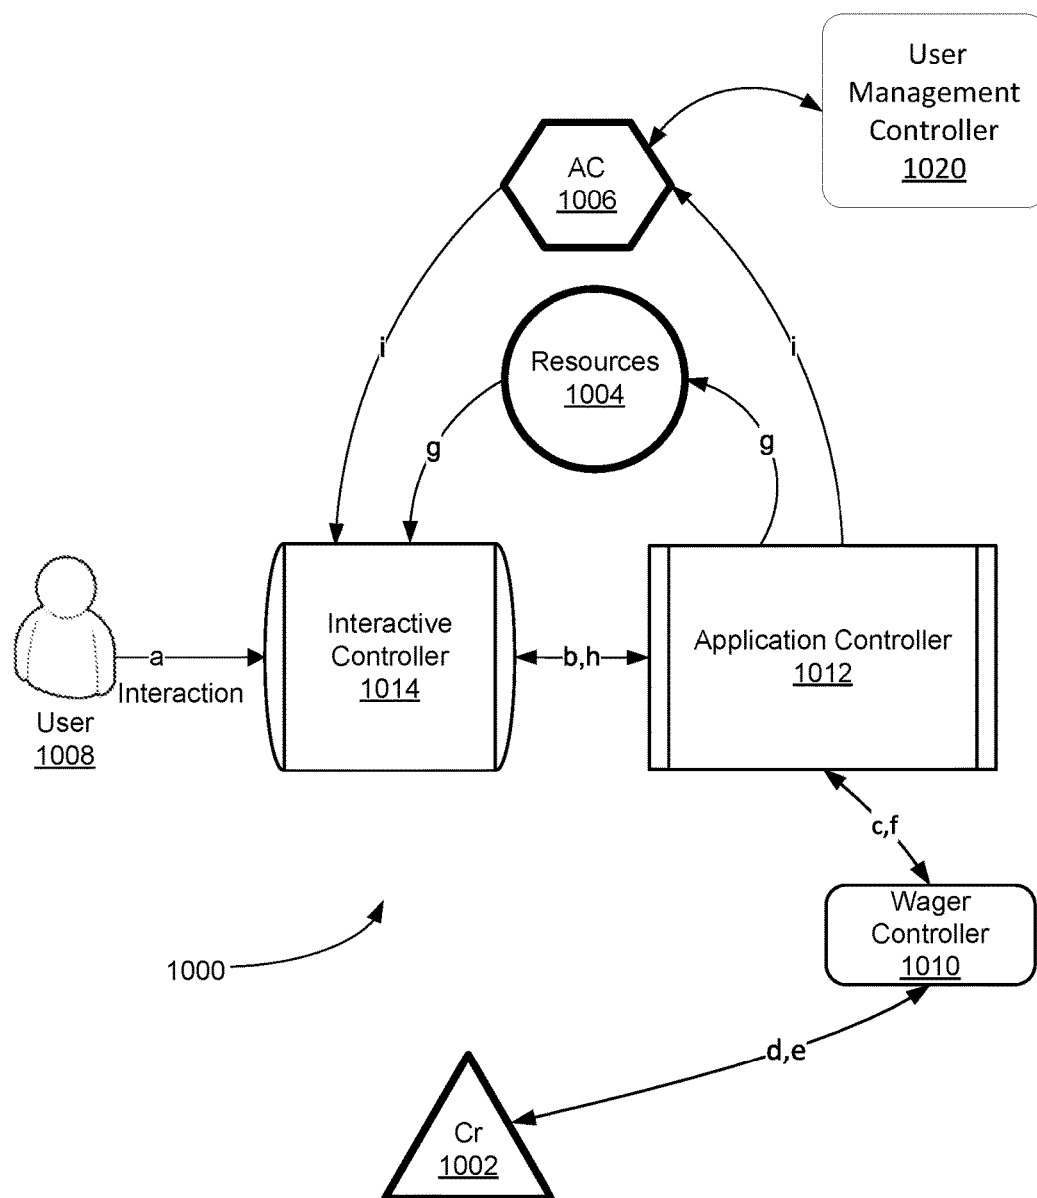 User
Management
Controller
1020
AC
1006
i
i
Resources
1004
g
g
Interactive
Controller
1014
Application Controller
1012
a
Interaction
b,h
User
1008
c,f
Wager
Controller
1010
1000
d,e
Cr
1002